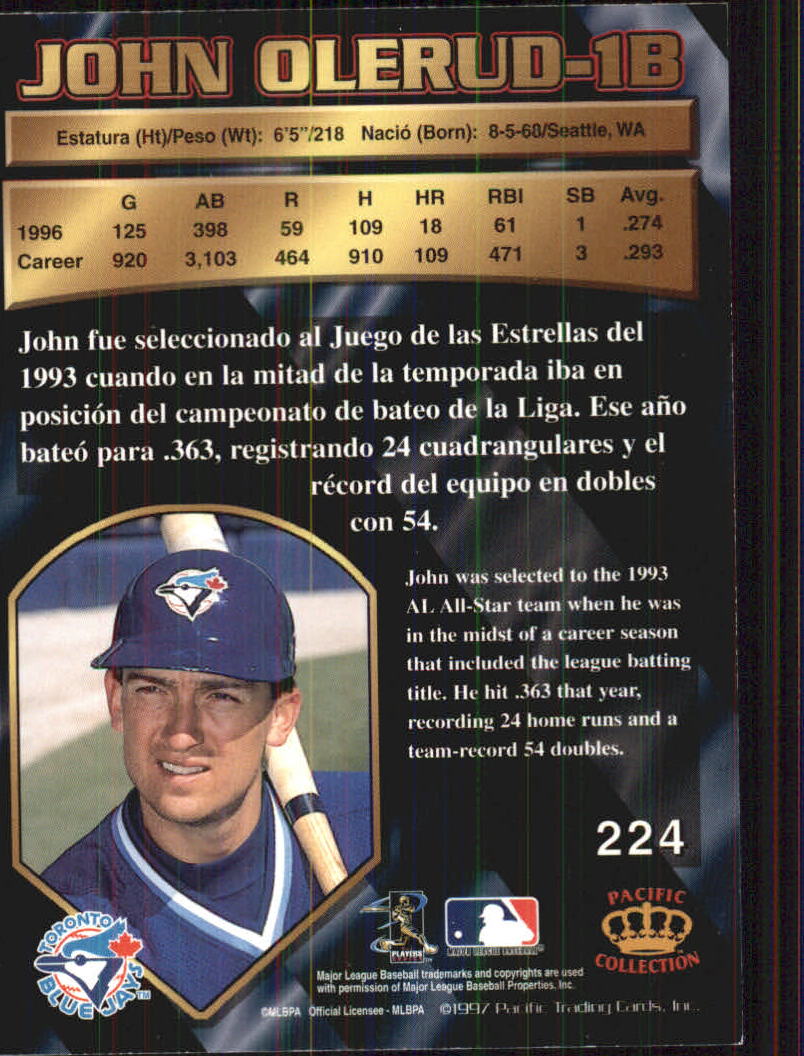 JOHN OLERUD-1B
Estatura (Ht)/Peso (Wt): 6'5"/218 Nació (Born): 8-5-68/Seattle, WA
G AB R H HR RBI SB Avg.
1996 125 398 59 109 18 61 1 .274
Career 920 3,103 464 910 109 471 3 .293
John fue seleccionado al Juego de las Estrellas del
1993 cuando en la mitad de la temporada iba en
posición del campeonato de bateo de la Liga. Ese año
bateó para .363, registrando 24 cuadrangulares y el
récord del equipo en dobles
con 54.
John was selected to the 1993
AL All-Star team when he was
in the midst of a career season
that included the league batting
title. He hit .363 that year,
recording 24 home runs and a
team-record 54 doubles.
224
PACIFIC
COLLECTION
TORONTO
BLUE JAYS
TM
PLAYERS
MAJOR LEAGUE BASEBALL
Major League Baseball trademarks and copyrights are used
with permission of Major League Baseball Properties, Inc.
©MLBPA Official Licensee - MLBPA ©1997 Pacific Trading Cards, Inc.